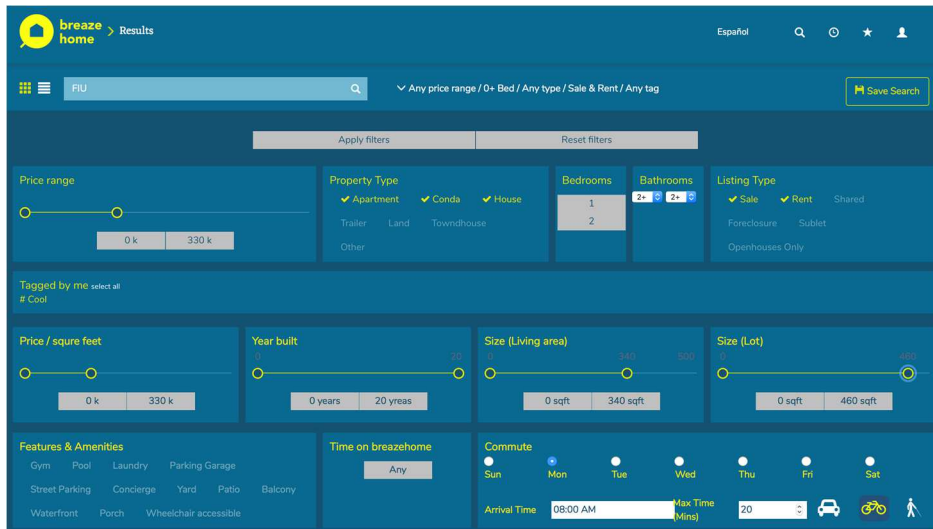 breaze
home
> Results
Español
FIU
Any price range / 0+ Bed / Any type / Sale & Rent / Any tag
Save Search
Apply filters
Reset filters
Price range
0 k
330 k
Property Type
Apartment
Conda
House
Trailer
Land
Towndhouse
Other
Bedrooms
1
2
Bathrooms
2+
2+
Listing Type
Sale
Rent
Shared
Foreclosure
Sublet
Openhouses Only
Tagged by me select all
# Cool
Price / squre feet
0 k
330 k
Year built
0
20
0 years
20 yreas
Size (Living area)
0
340
500
0 sqft
340 sqft
Size (Lot)
0
460
0 sqft
460 sqft
Features & Amenities
Gym
Pool
Laundry
Parking Garage
Street Parking
Concierge
Yard
Patio
Balcony
Waterfront
Porch
Wheelchair accessible
Time on breazehome
Any
Commute
Sun
Mon
Tue
Wed
Thu
Fri
Sat
Arrival Time
08:00 AM
Max Time
(Mins)
20